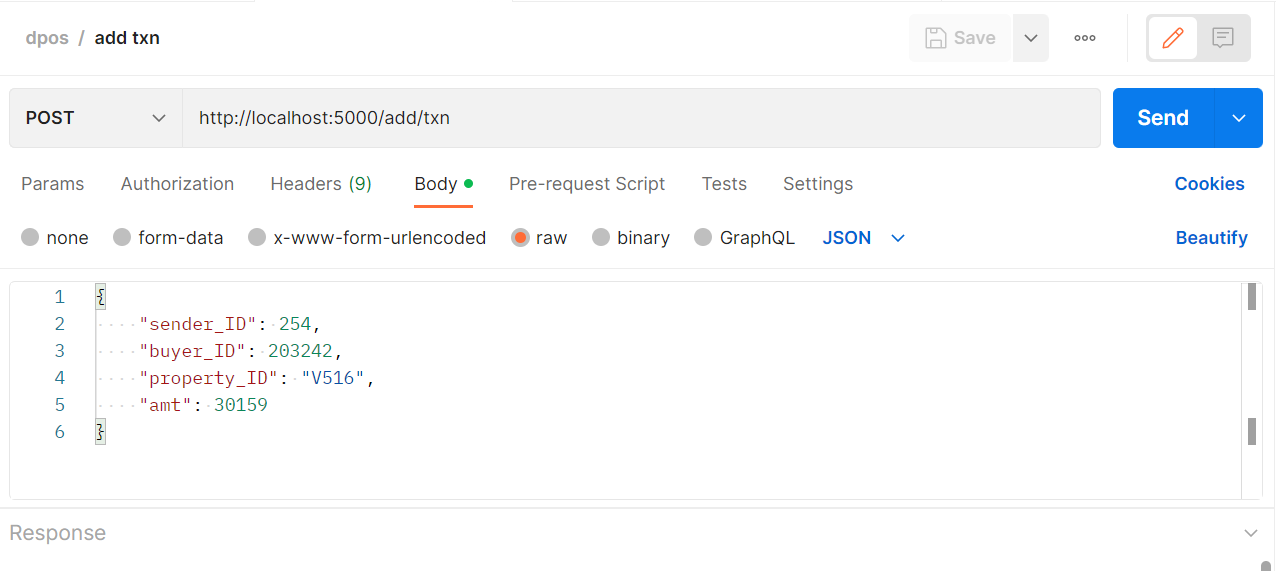 dpos / add txn Save
POST http://localhost:5000/add/txn Send
Params Authorization Headers (9) Body Pre-request Script Tests Settings Cookies
none form-data x-www-form-urlencoded raw binary GraphQL JSON Beautify
1 {
2 "sender_ID": 254,
3 "buyer_ID": 203242,
4 "property_ID": "V516",
5 "amt": 30159
6 }
Response